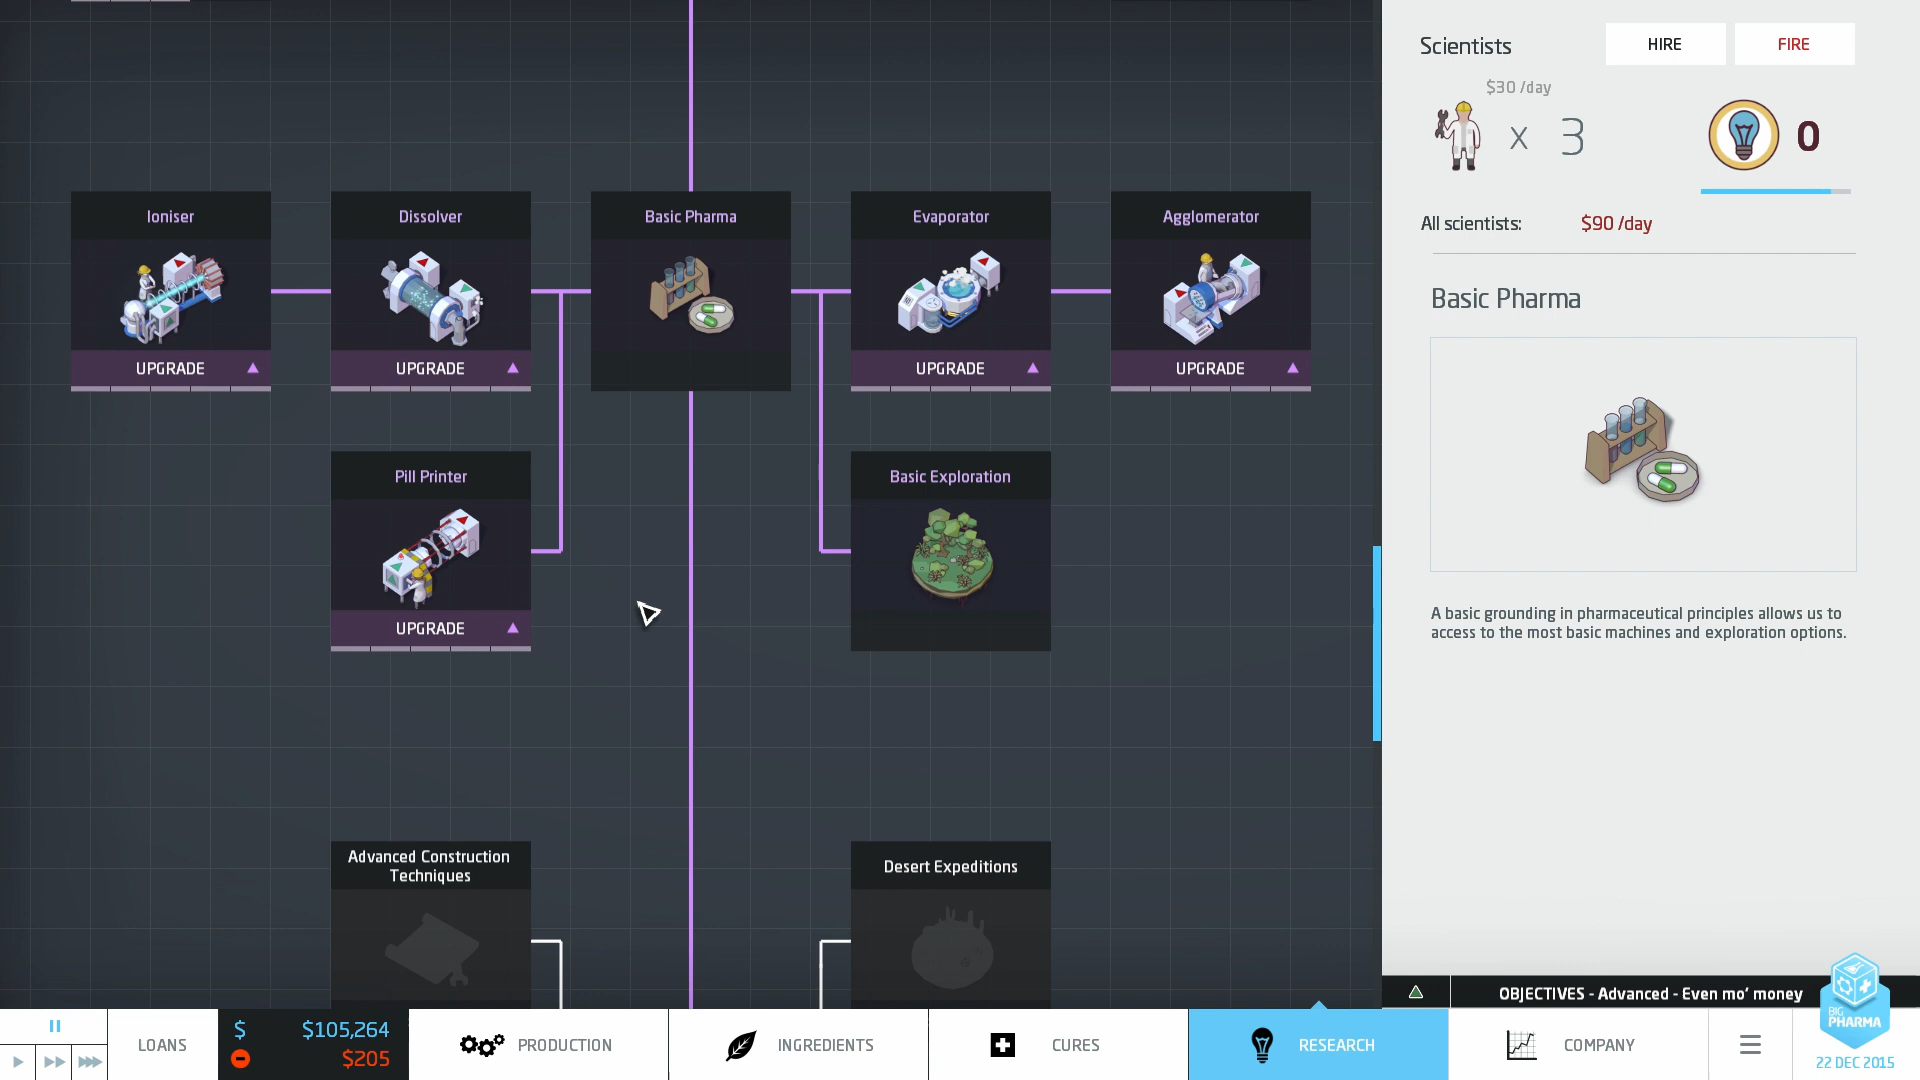 Scientists
HIRE
FIRE
$30 /day
x 3
0
All scientists:
$90 /day
Ioniser
Dissolver
Basic Pharma
Evaporator
Agglomerator
UPGRADE
UPGRADE
UPGRADE
UPGRADE
Basic Pharma
Pill Printer
Basic Exploration
UPGRADE
A basic grounding in pharmaceutical principles allows us to
access to the most basic machines and exploration options.
Advanced Construction
Techniques
Desert Expeditions
OBJECTIVES - Advanced - Even mo' money
LOANS
$ $105,264
$205
PRODUCTION
INGREDIENTS
CURES
RESEARCH
COMPANY
BIG
PHARMA
22 DEC 2015